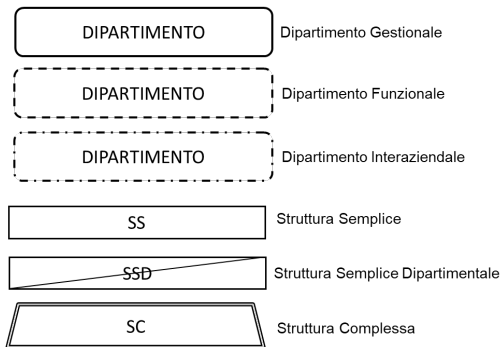 DIPARTIMENTO Dipartimento Gestionale
DIPARTIMENTO Dipartimento Funzionale
DIPARTIMENTO Dipartimento Interaziendale
SS Struttura Semplice
SSD Struttura Semplice Dipartimentale
SC Struttura Complessa